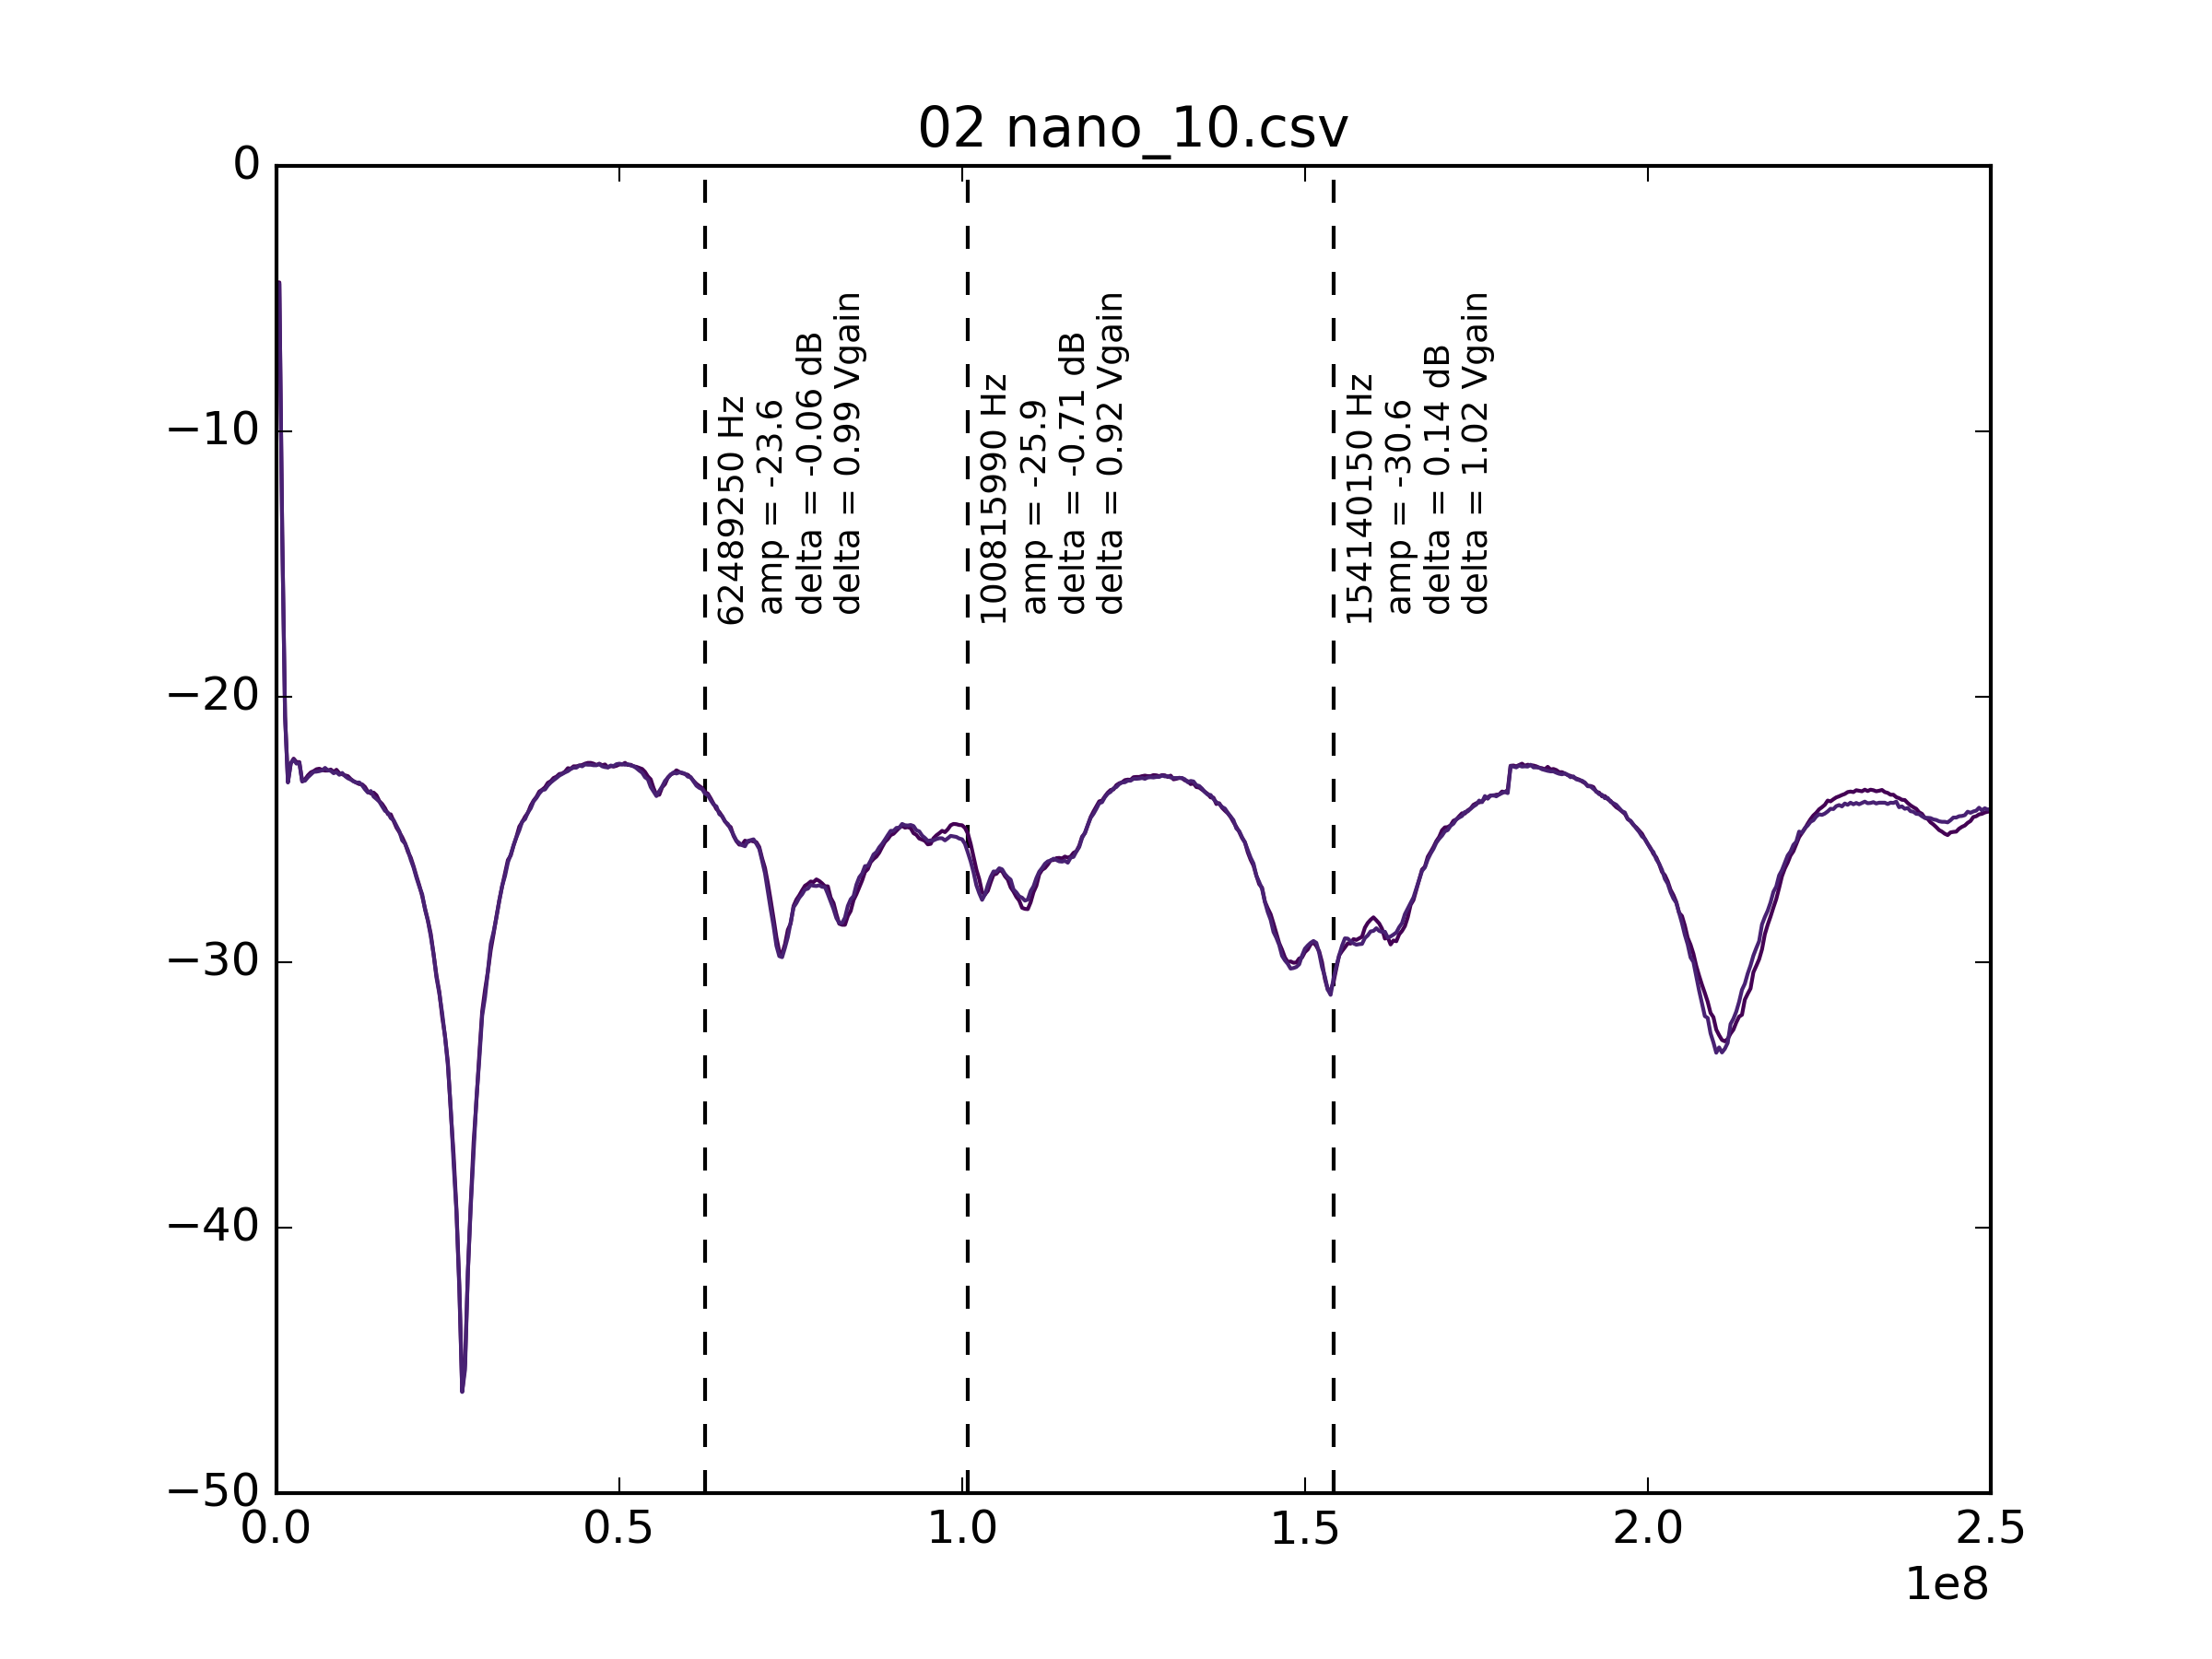 02 nano_10.csv
0
−10
−20
−30
−40
−50
62489250 Hz
amp = -23.6
delta = -0.06 dB
delta = 0.99 Vgain
100815990 Hz
amp = -25.9
delta = -0.71 dB
delta = 0.92 Vgain
154140150 Hz
amp = -30.6
delta = 0.14 dB
delta = 1.02 Vgain
0.0 0.5 1.0 1.5 2.0 2.5
1e8